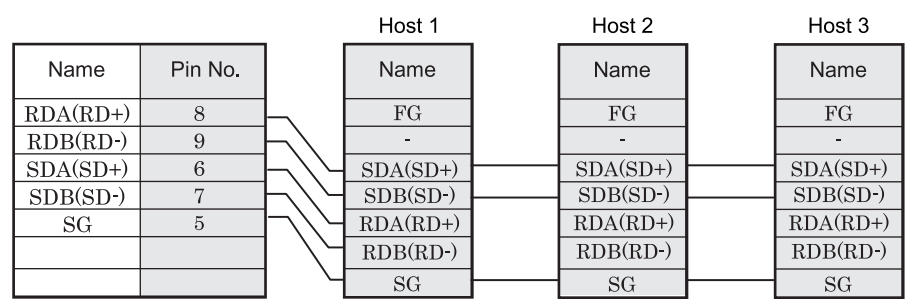 Host 1 Host 2 Host 3
Name Pin No. Name Name Name
RDA(RD+) 8 FG FG FG
RDB(RD-) 9 - - -
SDA(SD+) 6 SDA(SD+) SDA(SD+) SDA(SD+)
SDB(SD-) 7 SDB(SD-) SDB(SD-) SDB(SD-)
SG 5 RDA(RD+) RDA(RD+) RDA(RD+)
RDB(RD-) RDB(RD-) RDB(RD-)
SG SG SG